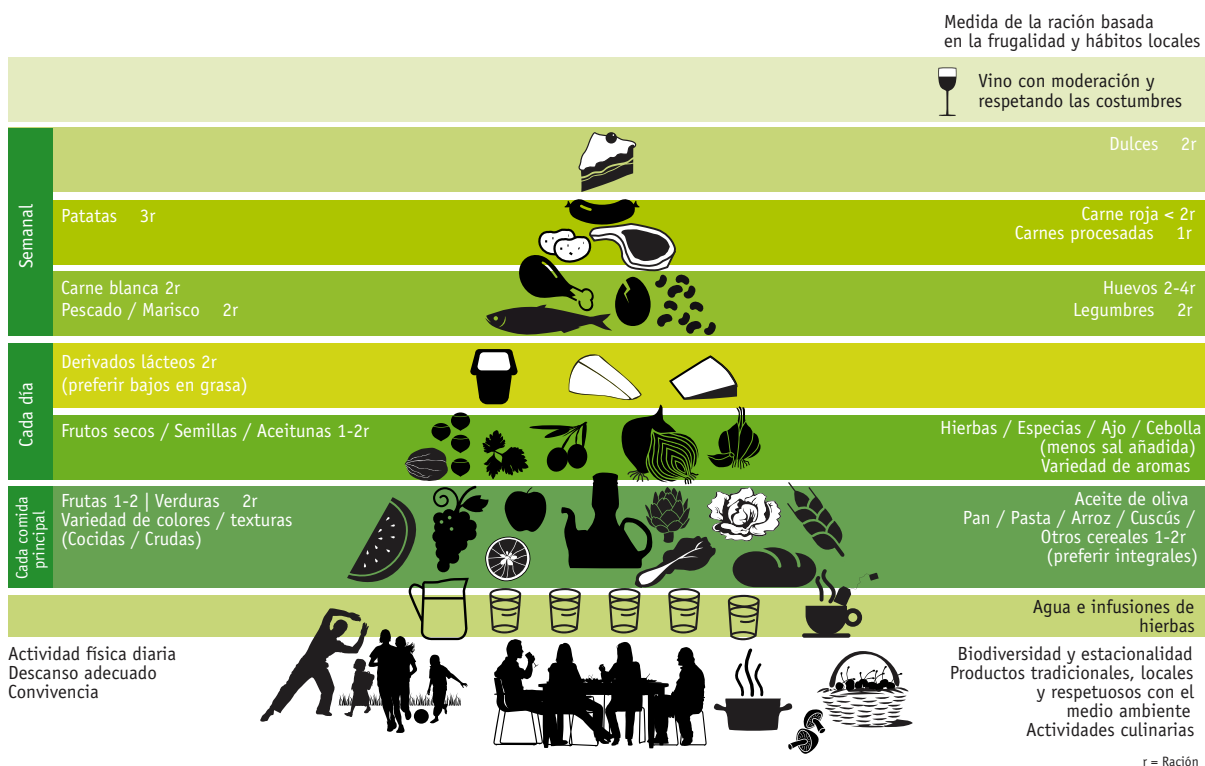 Medida de la ración basada
en la frugalidad y hábitos locales
Vino con moderación y
respetando las costumbres
Semanal
Dulces 2r
Patatas 3r
Carne roja < 2r
Carnes procesadas 1r
Carne blanca 2r
Pescado / Marisco 2r
Huevos 2-4r
Legumbres 2r
Cada día
Derivados lácteos 2r
(preferir bajos en grasa)
Frutos secos / Semillas / Aceitunas 1-2r
Hierbas / Especias / Ajo / Cebolla
(menos sal añadida)
Variedad de aromas
Cada comida
principal
Frutas 1-2 | Verduras 2r
Variedad de colores / texturas
(Cocidas / Crudas)
Aceite de oliva
Pan / Pasta / Arroz / Cuscús /
Otros cereales 1-2r
(preferir integrales)
Agua e infusiones de
hierbas
Actividad física diaria
Descanso adecuado
Convivencia
Biodiversidad y estacionalidad
Productos tradicionales, locales
y respetuosos con el
medio ambiente
Actividades culinarias
r = Ración